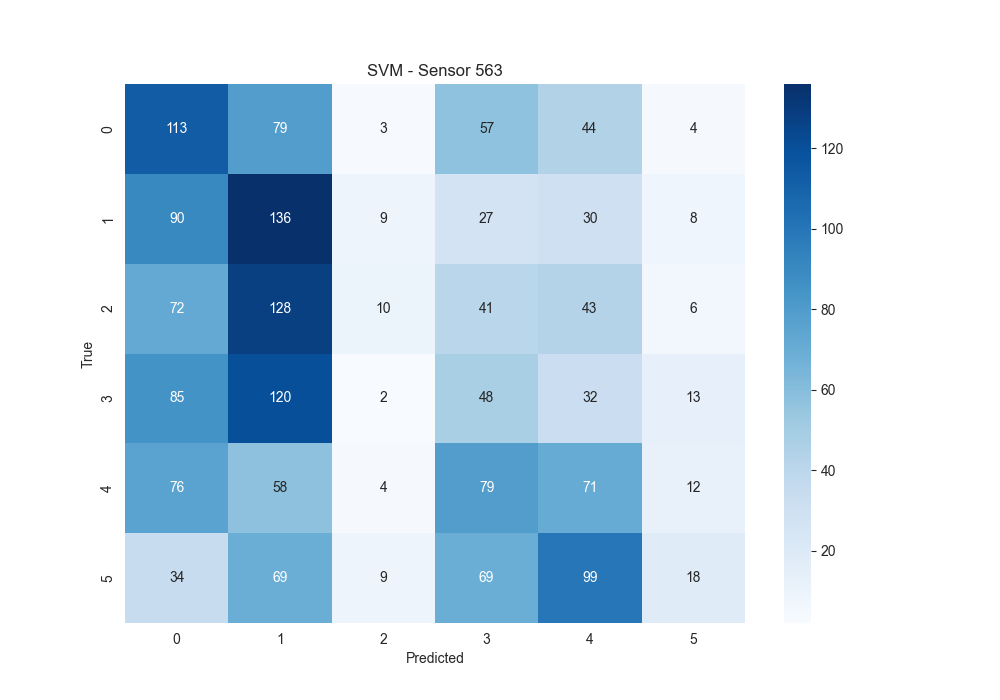 SVM - Sensor 563
0 113 79 3 57 44 4
1 90 136 9 27 30 8
2 72 128 10 41 43 6
3 85 120 2 48 32 13
4 76 58 4 79 71 12
5 34 69 9 69 99 18
True
0 1 2 3 4 5
Predicted
120
100
80
60
40
20